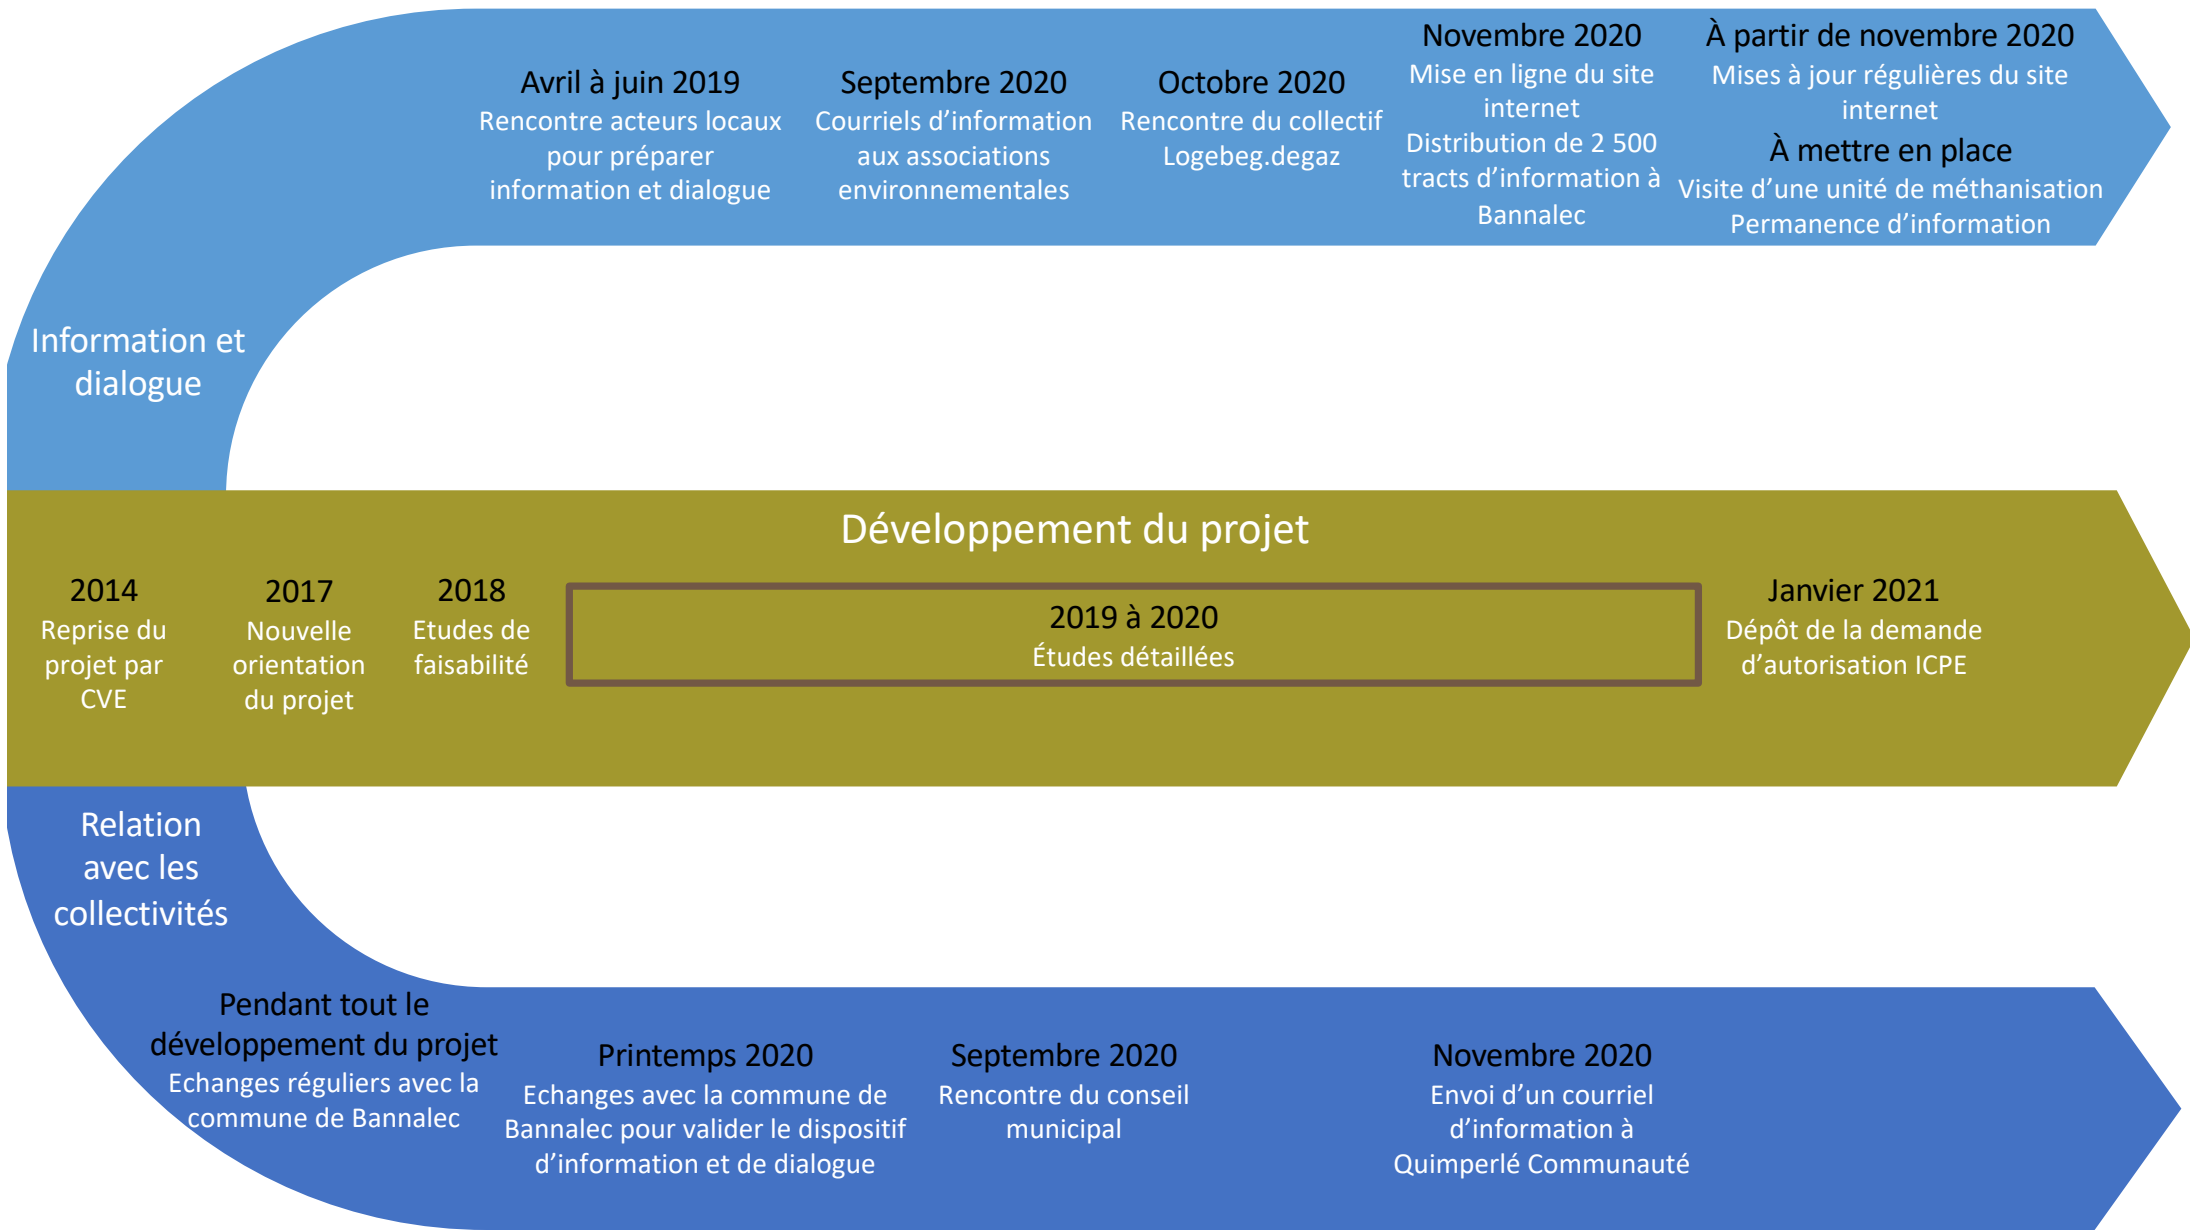 Information et
dialogue
Avril à juin 2019
Rencontre acteurs locaux
pour préparer
information et dialogue
Septembre 2020
Courriels d’information
aux associations
environnementales
Octobre 2020
Rencontre du collectif
Logebeg.degaz
Novembre 2020
Mise en ligne du site
internet
Distribution de 2 500
tracts d’information à
Bannalec
À partir de novembre 2020
Mises à jour régulières du site
internet
À mettre en place
Visite d’une unité de méthanisation
Permanence d’information
Développement du projet
2014
Reprise du
projet par
CVE
2017
Nouvelle
orientation
du projet
2018
Etudes de
faisabilité
2019 à 2020
Études détaillées
Janvier 2021
Dépôt de la demande
d’autorisation ICPE
Relation
avec les
collectivités
Pendant tout le
développement du projet
Echanges réguliers avec la
commune de Bannalec
Printemps 2020
Echanges avec la commune de
Bannalec pour valider le dispositif
d’information et de dialogue
Septembre 2020
Rencontre du conseil
municipal
Novembre 2020
Envoi d’un courriel
d’information à
Quimperlé Communauté